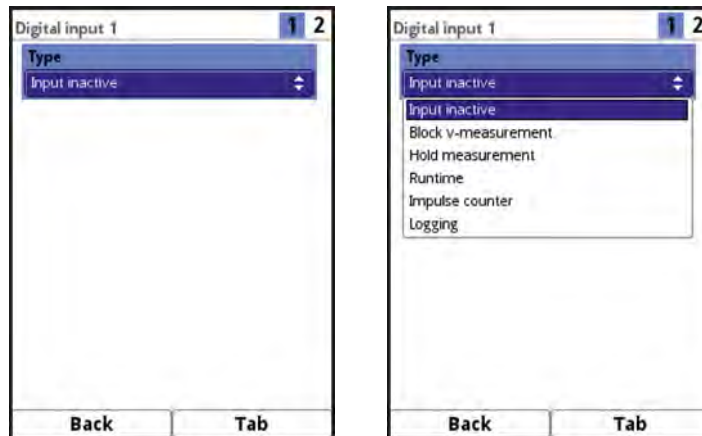 Digital input 1 1 2
Type
Input inactive
Back Tab
Digital input 1 1 2
Type
Input inactive
Input inactive
Block v-measurement
Hold measurement
Runtime
Impulse counter
Logging
Back Tab